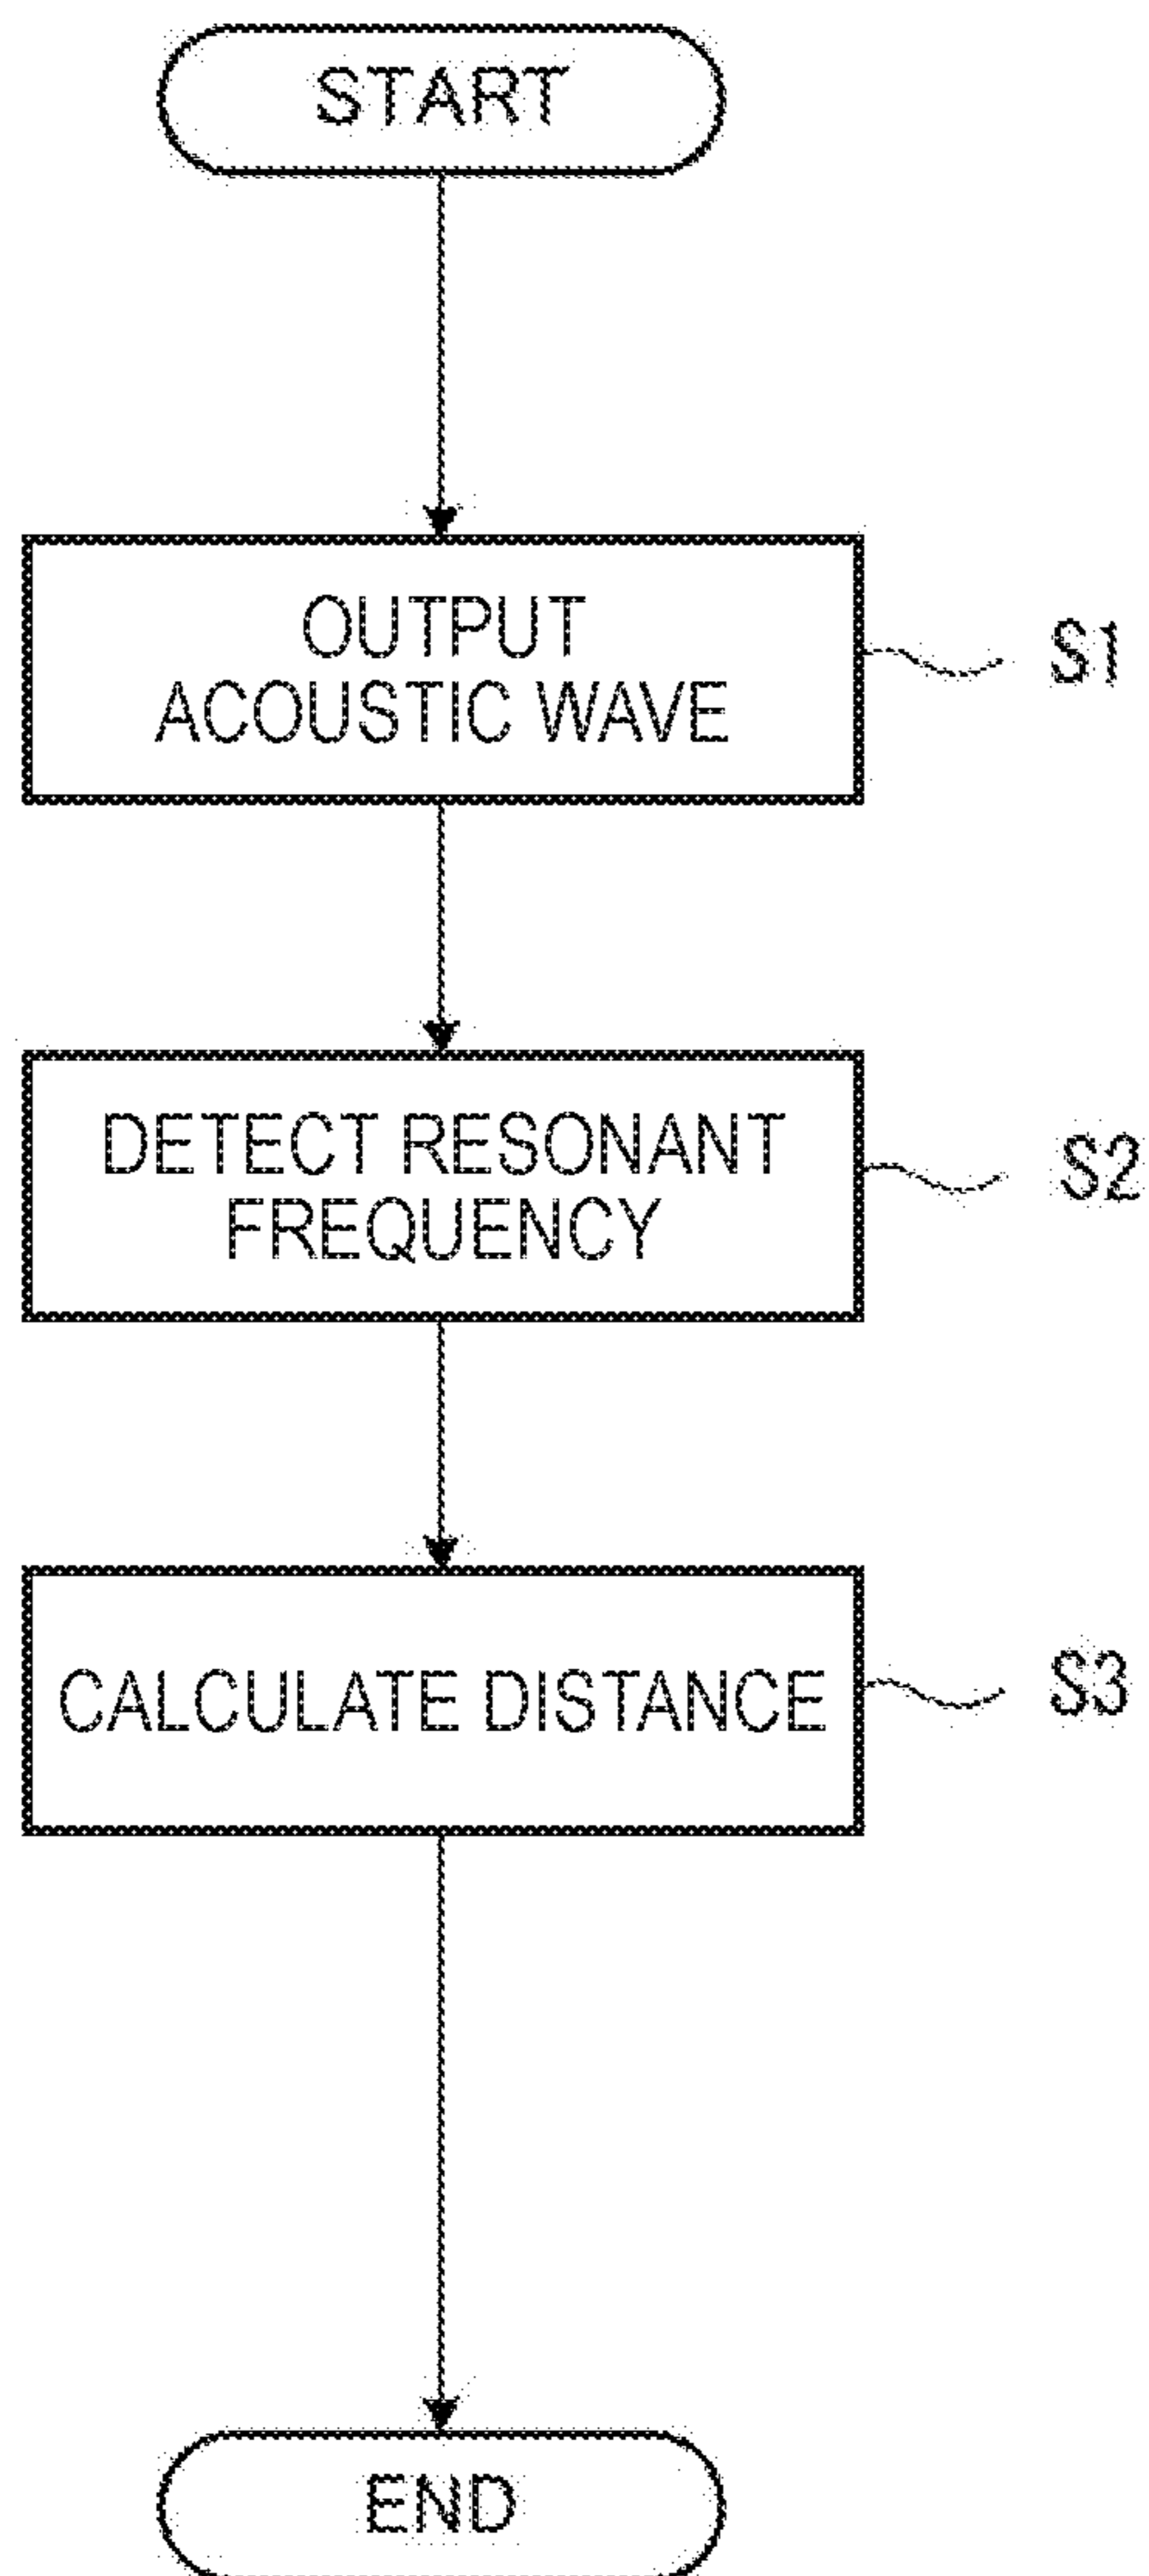 START
OUTPUT
ACOUSTIC WAVE
S1
DETECT RESONANT
FREQUENCY
S2
CALCULATE DISTANCE
S3
END